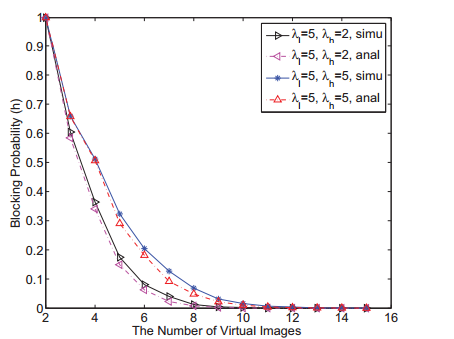 λl=5, λh=2, simu
λl=5, λh=2, anal
λl=5, λh=5, simu
λl=5, λh=5, anal
Blocking Probability (h)
1
0.9
0.8
0.7
0.6
0.5
0.4
0.3
0.2
0.1
0
2 4 6 8 10 12 14 16
The Number of Virtual Images